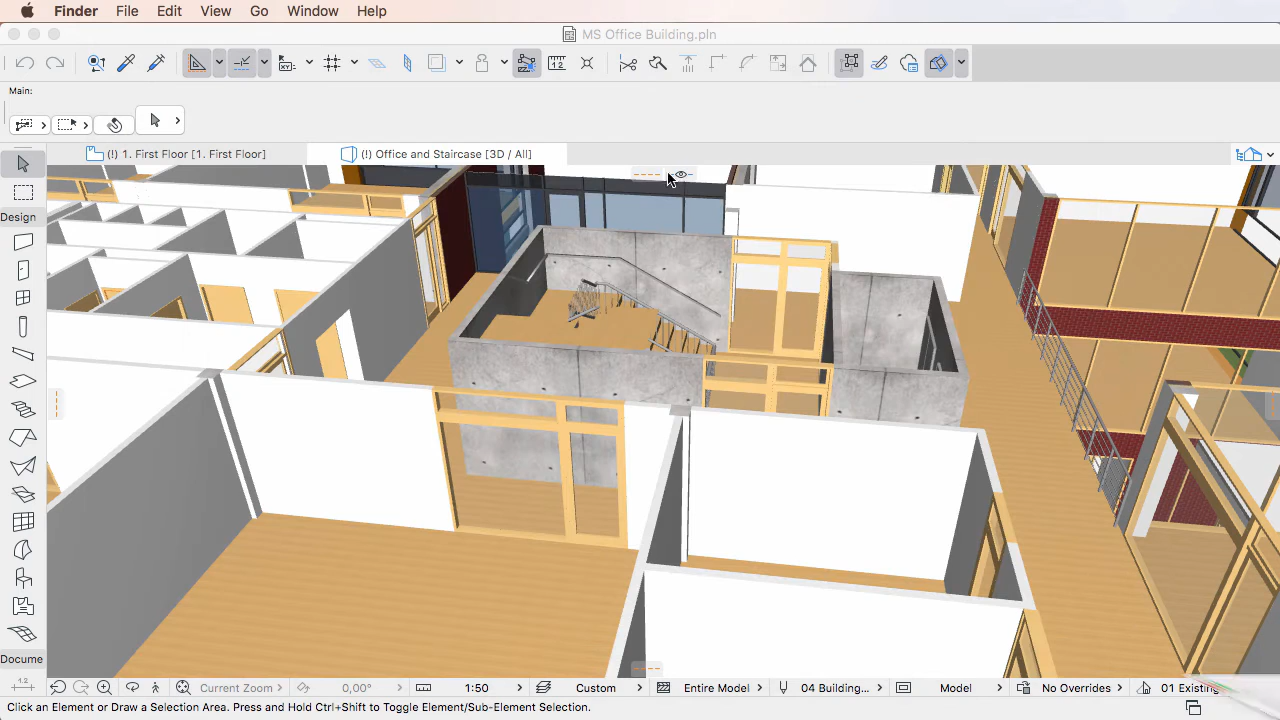 Finder File Edit View Go Window Help
MS Office Building.pln
Main:
(!) 1. First Floor [1. First Floor]
(!) Office and Staircase [3D / All]
Design
Docume
1.2
Current Zoom
0,00°
1:50
Custom
Entire Model
04 Building...
Model
No Overrides
01 Existing
Click an Element or Draw a Selection Area. Press and Hold Ctrl+Shift to Toggle Element/Sub-Element Selection.